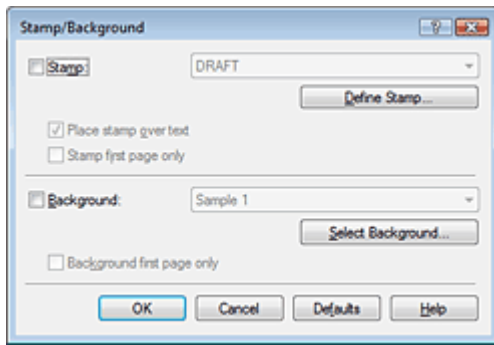 Stamp/Background
Stamp: DRAFT
Define Stamp...
Place stamp over text
Stamp first page only
Background: Sample 1
Select Background...
Background first page only
OK Cancel Defaults Help